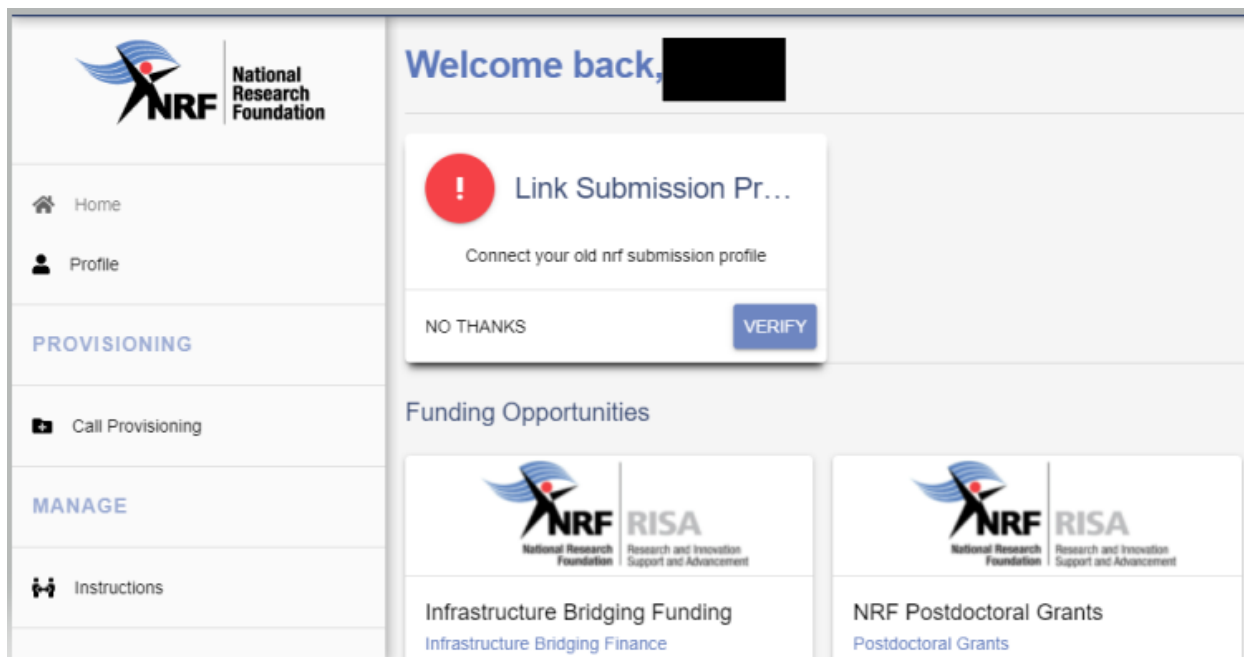 NRF
National
Research
Foundation
Home
Profile
PROVISIONING
Call Provisioning
MANAGE
Instructions
Welcome back,
!
Link Submission Pr...
Connect your old nrf submission profile
NO THANKS
VERIFY
Funding Opportunities
NRF
National Research
Foundation
RISA
Research and Innovation
Support and Advancement
Infrastructure Bridging Funding
Infrastructure Bridging Finance
NRF
National Research
Foundation
RISA
Research and Innovation
Support and Advancement
NRF Postdoctoral Grants
Postdoctoral Grants